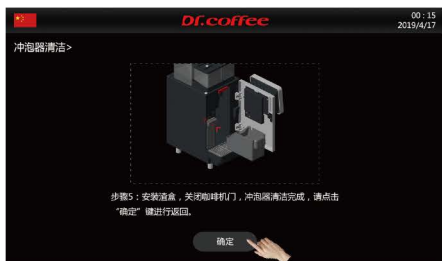 Dr.coffee
00 : 15
2019/4/17
冲泡器清洁>
步骤5：安装渣盒，关闭咖啡机门，冲泡器清洁完成，请点击
“确定”键进行返回。
确定